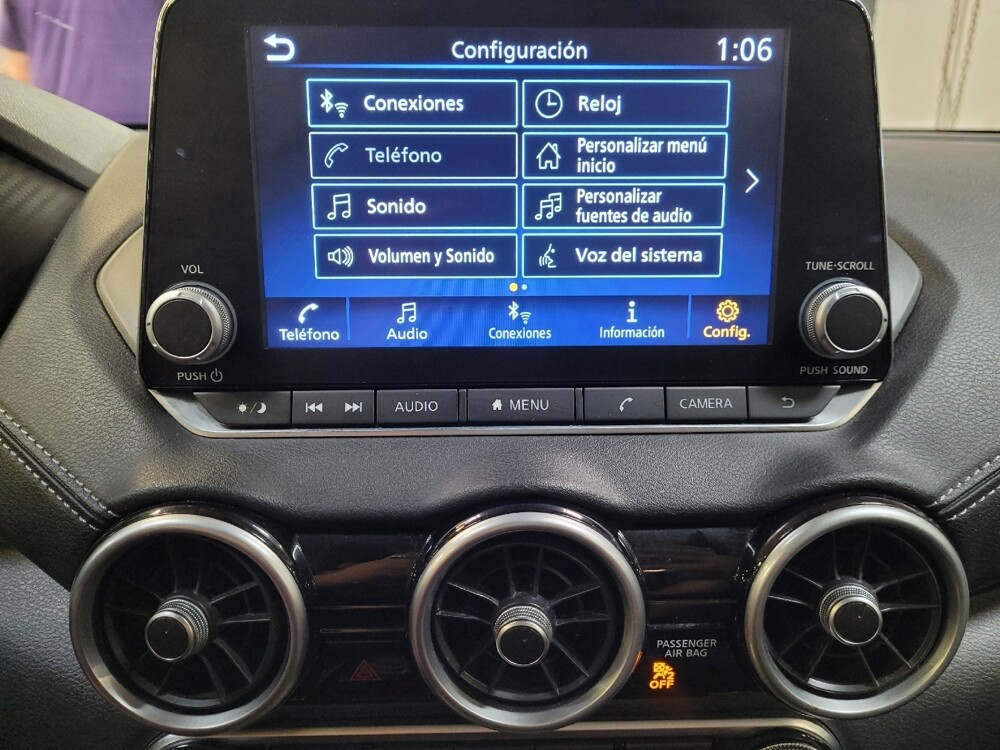 Configuración
1:06
Conexiones
Reloj
Teléfono
Personalizar menú
inicio
Sonido
Personalizar
fuentes de audio
Volumen y Sonido
Voz del sistema
Teléfono
Audio
Conexiones
Información
Config.
VOL
TUNE·SCROLL
PUSH
PUSH SOUND
AUDIO
MENU
CAMERA
PASSENGER
AIR BAG
2
OFF